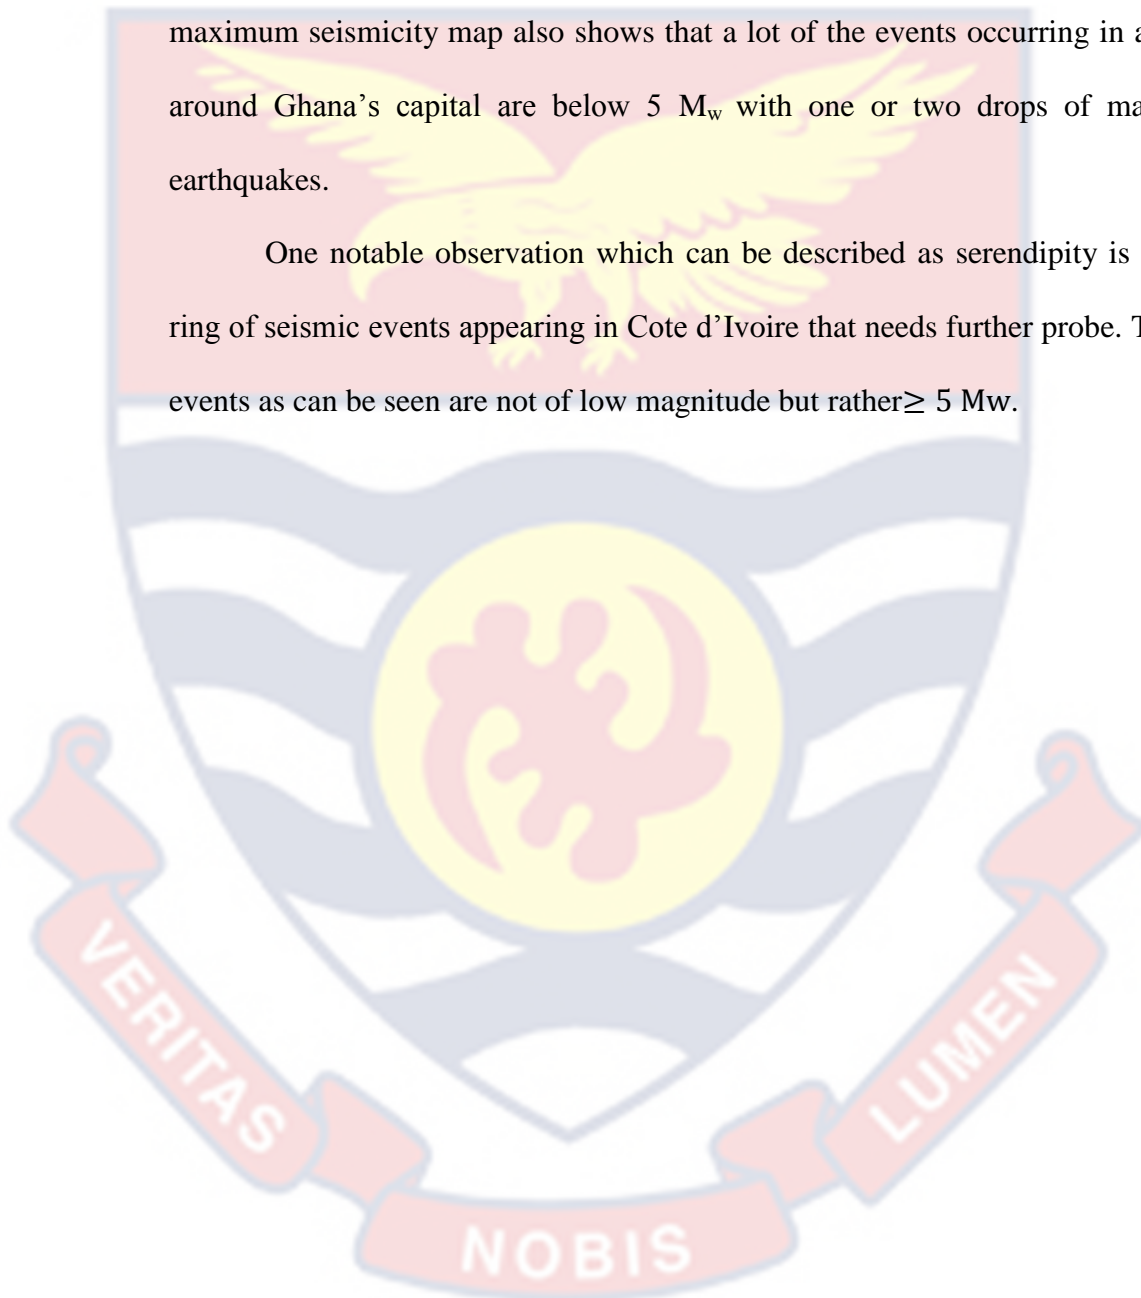 maximum seismicity map also shows that a lot of the events occurring in a
around Ghana’s capital are below 5 Mw with one or two drops of ma
earthquakes.
One notable observation which can be described as serendipity is
ring of seismic events appearing in Cote d’Ivoire that needs further probe. T
events as can be seen are not of low magnitude but rather≥ 5 Mw.
VERITAS
NOBIS
LUMEN